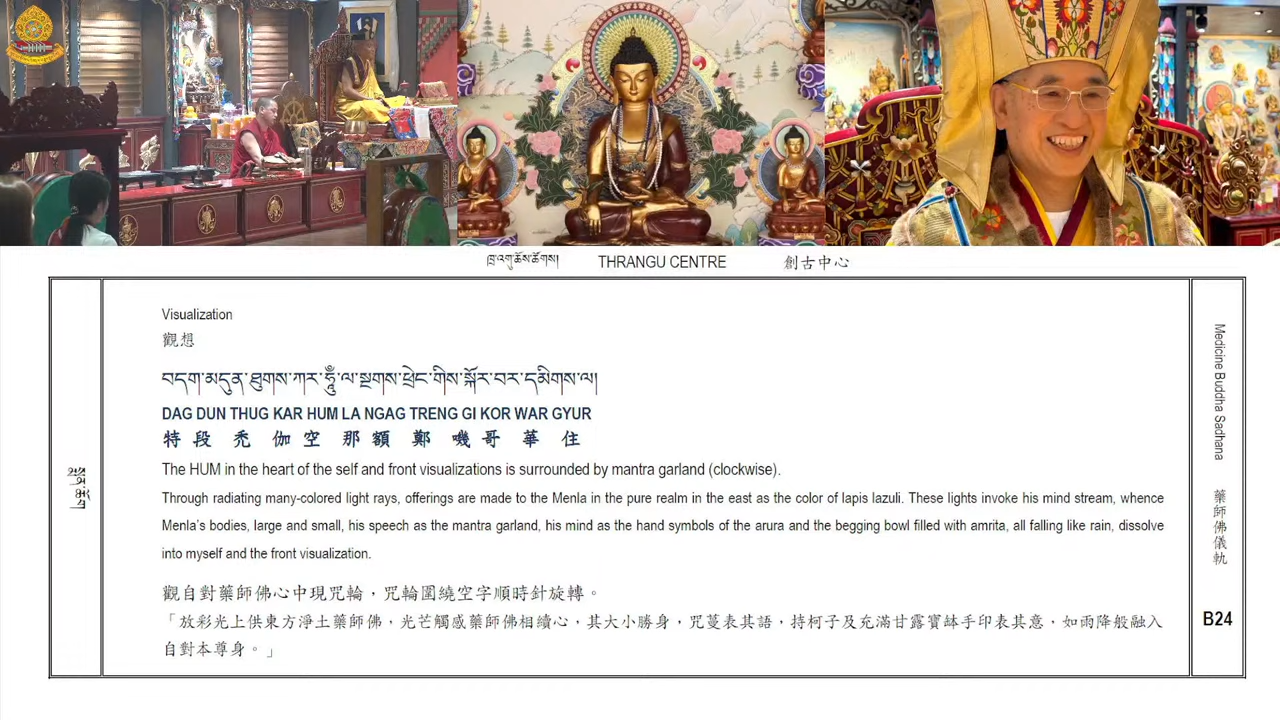 ཁྲ་འགུ་ཆོས་ཚོགས། THRANGU CENTRE 創古中心
Visualization
觀想
བདག་མདུན་ཐུགས་ཀར་ཧཱུྃ་ལ་སྔགས་ཕྲེང་གིས་སྐོར་བར་དམིགས་ལ།
DAG DUN THUG KAR HUM LA NGAG TRENG GI KOR WAR GYUR
特 段 禿 伽 空 那 額 鄭 嘰 哥 華 住
The HUM in the heart of the self and front visualizations is surrounded by mantra garland (clockwise).
Through radiating many-colored light rays, offerings are made to the Menla in the pure realm in the east as the color of lapis lazuli. These lights invoke his mind stream, whence
Menla's bodies, large and small, his speech as the mantra garland, his mind as the hand symbols of the arura and the begging bowl filled with amrita, all falling like rain, dissolve
into myself and the front visualization.
觀自對藥師佛心中現咒輪，咒輪圍繞空字順時針旋轉。
「放彩光上供東方淨土藥師佛，光芒觸感藥師佛相續心，其大小勝身，咒蔓表其語，持柯子及充滿甘露寶缽手印表其意，如雨降般融入
自對本尊身。」
སྨན་ཆོག
Medicine Buddha Sadhana
藥師佛儀軌
B24